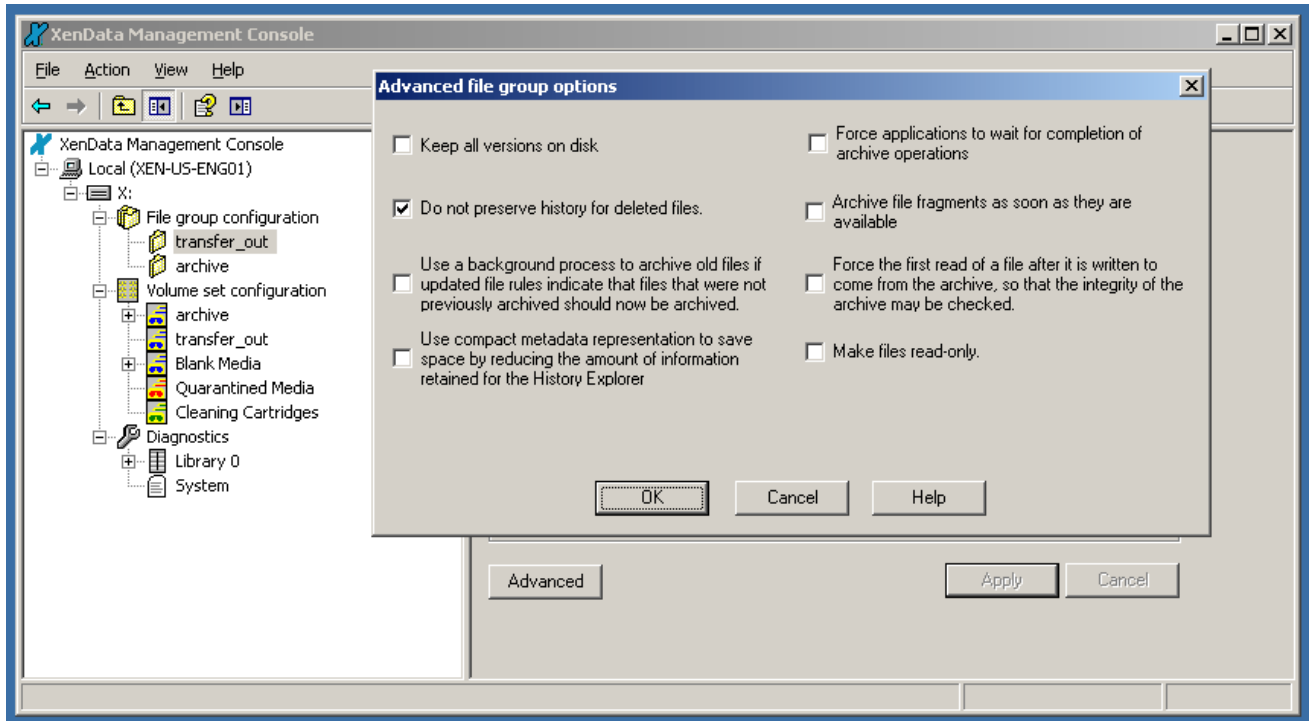 XenData Management Console
File Action View Help
XenData Management Console
Local (XEN-US-ENG01)
X:
File group configuration
transfer_out
archive
Volume set configuration
archive
transfer_out
Blank Media
Quarantined Media
Cleaning Cartridges
Diagnostics
Library 0
System
Advanced file group options
Keep all versions on disk
Do not preserve history for deleted files.
Use a background process to archive old files if
updated file rules indicate that files that were not
previously archived should now be archived.
Use compact metadata representation to save
space by reducing the amount of information
retained for the History Explorer
Force applications to wait for completion of
archive operations
Archive file fragments as soon as they are
available
Force the first read of a file after it is written to
come from the archive, so that the integrity of the
archive may be checked.
Make files read-only.
OK Cancel Help
Advanced Apply Cancel